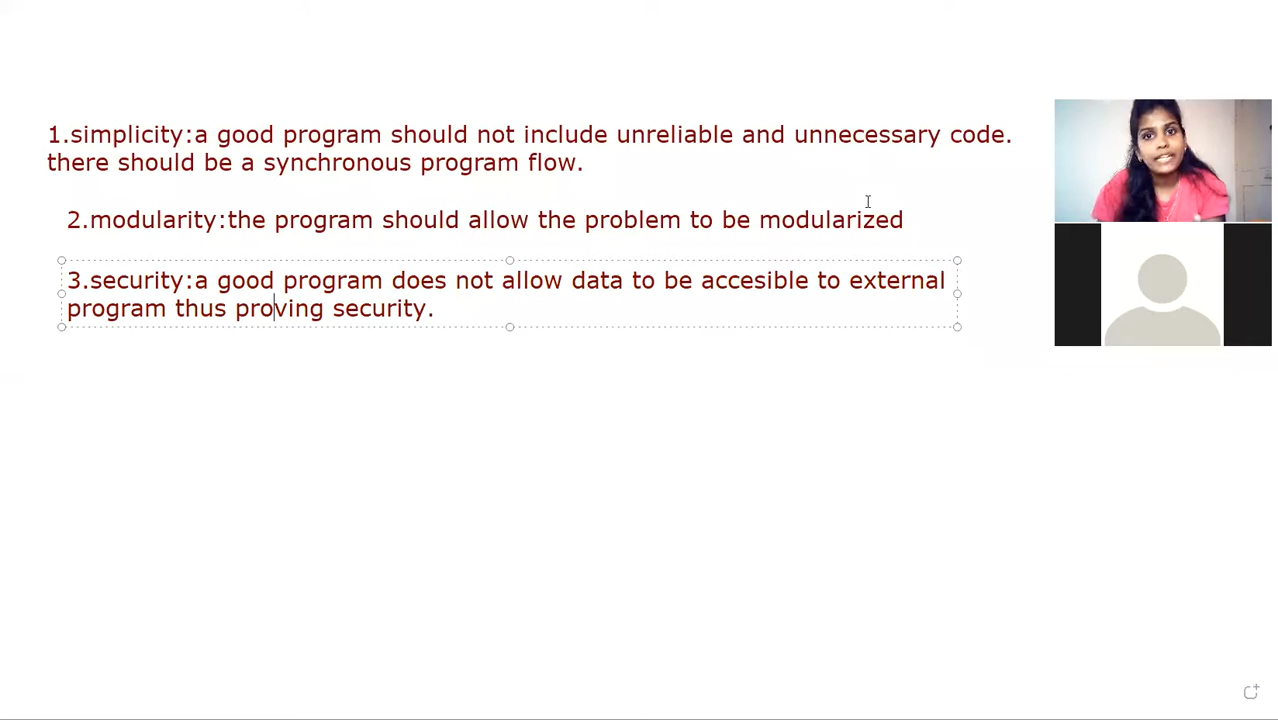 1.simplicity:a good program should not include unreliable and unnecessary code.
there should be a synchronous program flow.
2.modularity:the program should allow the problem to be modularized
3.security:a good program does not allow data to be accesible to external
program thus proving security.